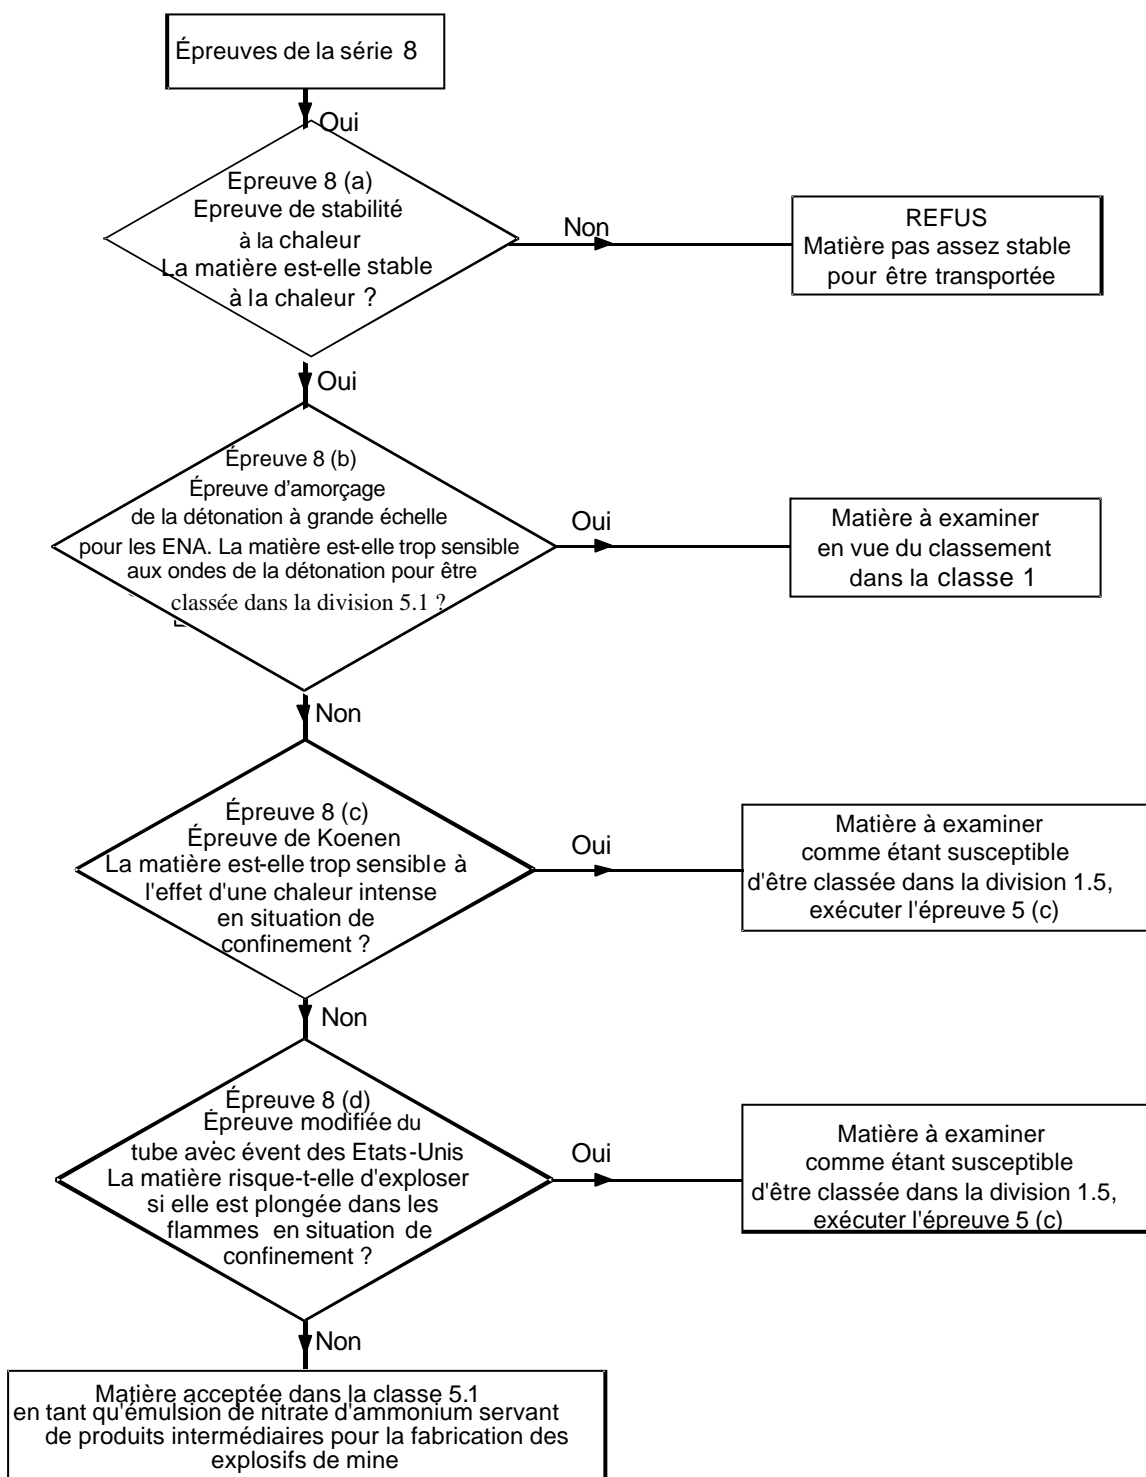 Épreuves de la série 8
Oui
Epreuve 8 (a)
Epreuve de stabilité
à la chaleur
La matière est-elle stable
à la chaleur ?
Non
REFUS
Matière pas assez stable
pour être transportée
Oui
Épreuve 8 (b)
Épreuve d'amorçage
de la détonation à grande échelle
pour les ENA. La matière est-elle trop sensible
aux ondes de la détonation pour être
classée dans la division 5.1 ?
Oui
Matière à examiner
en vue du classement
dans la classe 1
Non
Épreuve 8 (c)
Épreuve de Koenen
La matière est-elle trop sensible à
l'effet d'une chaleur intense
en situation de
confinement ?
Oui
Matière à examiner
comme étant susceptible
d'être classée dans la division 1.5,
exécuter l'épreuve 5 (c)
Non
Épreuve 8 (d)
Épreuve modifiée du
tube avec évent des Etats-Unis
La matière risque-t-elle d'exploser
si elle est plongée dans les
flammes en situation de
confinement ?
Oui
Matière à examiner
comme étant susceptible
d'être classée dans la division 1.5,
exécuter l'épreuve 5 (c)
Non
Matière acceptée dans la classe 5.1
en tant qu'émulsion de nitrate d'ammonium servant
de produits intermédiaires pour la fabrication des
explosifs de mine